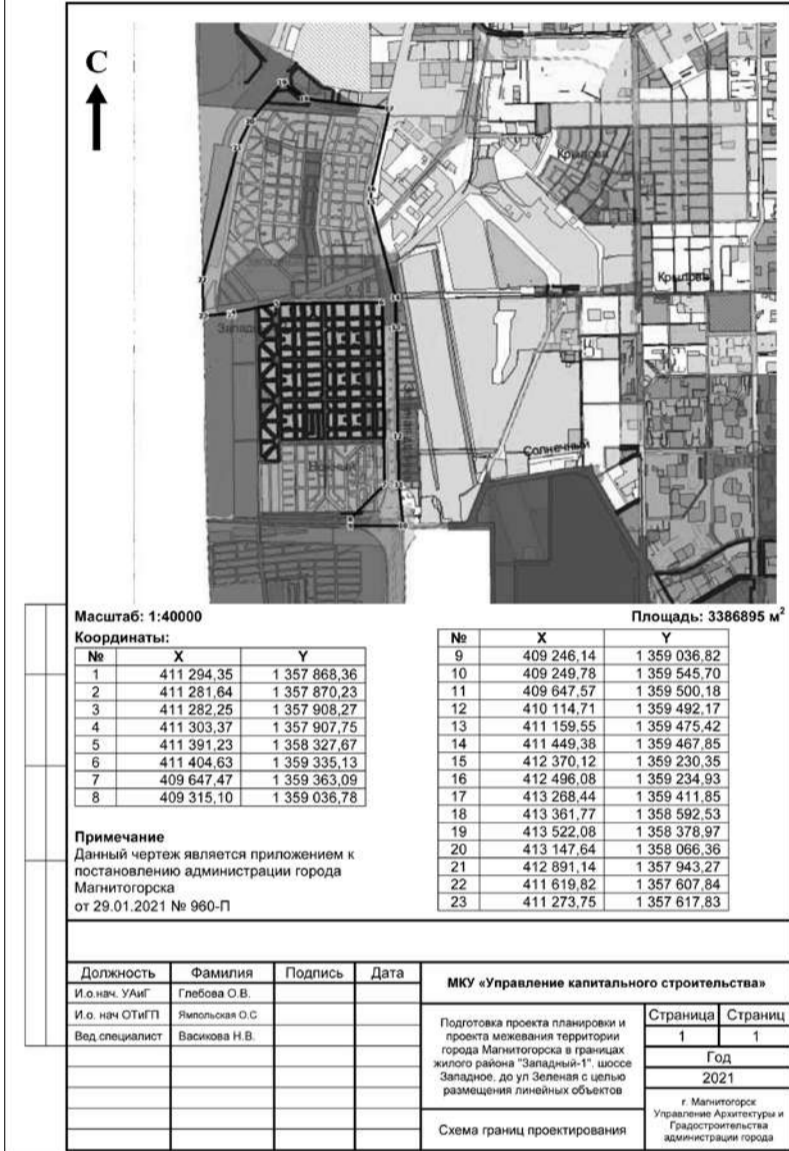 С
Крылова
Крылова
Солнечный
Масштаб: 1:40000
Площадь: 3386895 м²
Координаты:
№ X Y
1 411 294,35 1 357 868,36
2 411 281,64 1 357 870,23
3 411 282,25 1 357 908,27
4 411 303,37 1 357 907,75
5 411 391,23 1 358 327,67
6 411 404,63 1 359 335,13
7 409 647,47 1 359 363,09
8 409 315,10 1 359 036,78
№ X Y
9 409 246,14 1 359 036,82
10 409 249,78 1 359 545,70
11 409 647,57 1 359 500,18
12 410 114,71 1 359 492,17
13 411 159,55 1 359 475,42
14 411 449,38 1 359 467,85
15 412 370,12 1 359 230,35
16 412 496,08 1 359 234,93
17 413 268,44 1 359 411,85
18 413 361,77 1 358 592,53
19 413 522,08 1 358 378,97
20 413 147,64 1 358 066,36
21 412 891,14 1 357 943,27
22 411 619,82 1 357 607,84
23 411 273,75 1 357 617,83
Примечание
Данный чертеж является приложением к
постановлению администрации города
Магнитогорска
от 29.01.2021 № 960-П
Должность Фамилия Подпись Дата
И.о.нач. УАиГ Глебова О.В.
И.о. нач ОТиГП Ямпольская О.С
Вед.специалист Васикова Н.В.
МКУ «Управление капитального строительства»
Подготовка проекта планировки и
проекта межевания территории
города Магнитогорска в границах
жилого района "Западный-1", шоссе
Западное, до ул Зеленая с целью
размещения линейных объектов
Схема границ проектирования
Страница Страниц
1 1
Год
2021
г. Магнитогорск
Управление Архитектуры и
Градостроительства
администрации города